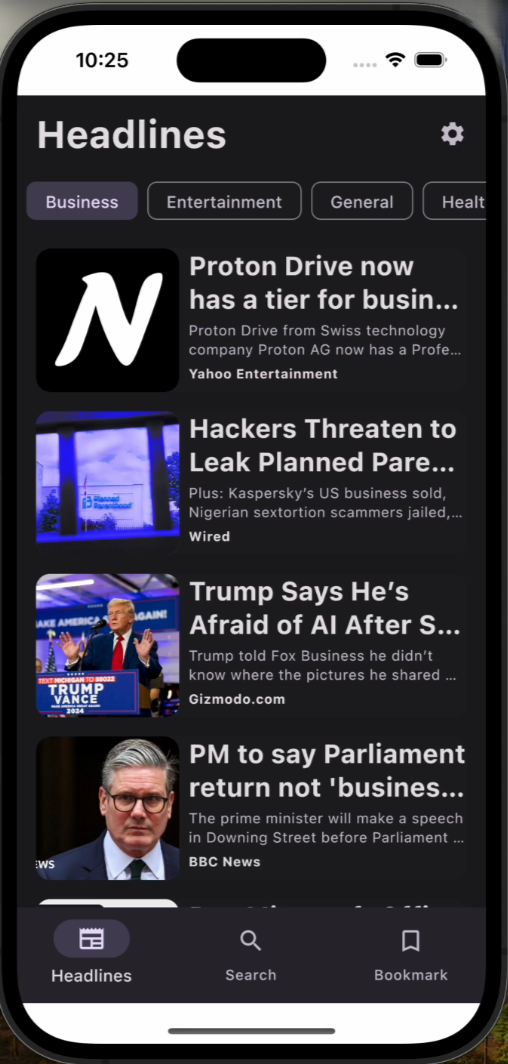 10:25
Headlines
Business
Entertainment
General
Healt
N
Proton Drive now
has a tier for busin...
Proton Drive from Swiss technology
company Proton AG now has a Profe...
Yahoo Entertainment
Hackers Threaten to
Leak Planned Pare...
Plus: Kaspersky’s US business sold,
Nigerian sextortion scammers jailed,...
Wired
Planned
Parenthood
Trump Says He’s
Afraid of AI After S...
Trump told Fox Business he didn’t
know where the pictures he shared ...
Gizmodo.com
AKE AMERICA
AGAIN!
TEXT MICHIGAN TO 88022
TRUMP
VANCE
2024
PM to say Parliament
return not 'busines...
The prime minister will make a speech
in Downing Street before Parliament ...
BBC News
EWS
Headlines
Search
Bookmark